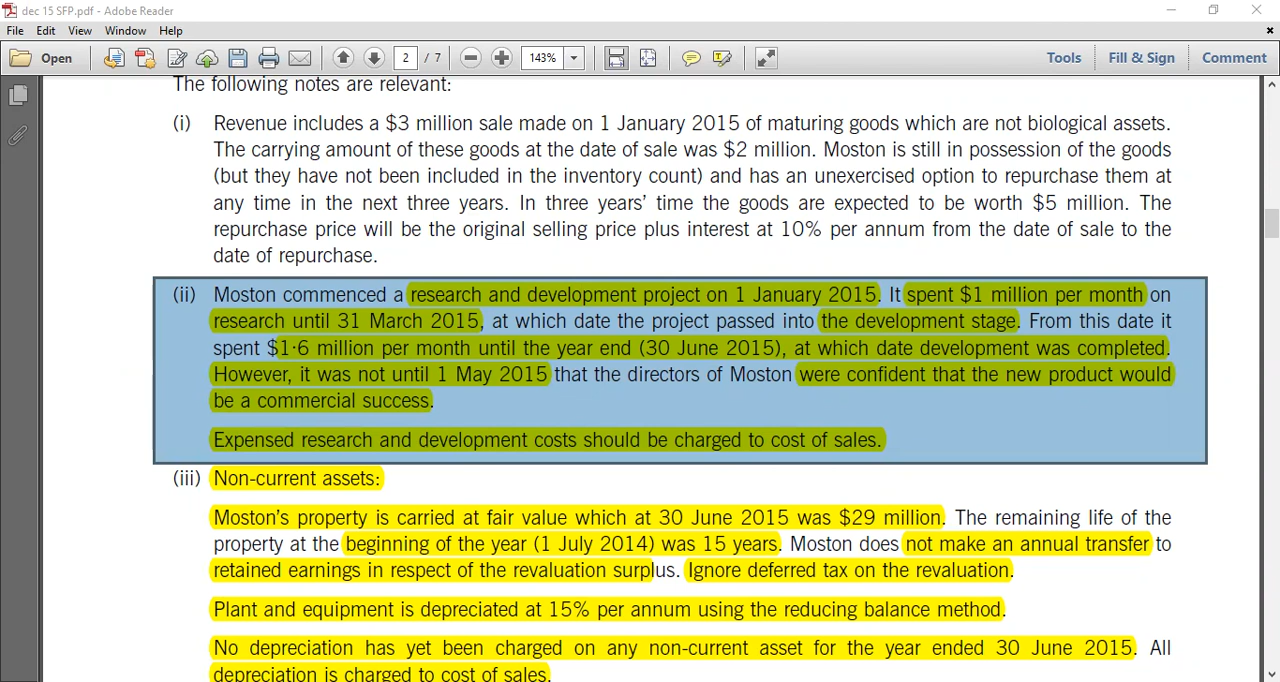 dec 15 SFP.pdf - Adobe Reader
File Edit View Window Help
Open 2 / 7 143% Tools Fill & Sign Comment
The following notes are relevant:
(i) Revenue includes a $3 million sale made on 1 January 2015 of maturing goods which are not biological assets.
The carrying amount of these goods at the date of sale was $2 million. Moston is still in possession of the goods
(but they have not been included in the inventory count) and has an unexercised option to repurchase them at
any time in the next three years. In three years’ time the goods are expected to be worth $5 million. The
repurchase price will be the original selling price plus interest at 10% per annum from the date of sale to the
date of repurchase.
(ii) Moston commenced a research and development project on 1 January 2015. It spent $1 million per month on
research until 31 March 2015, at which date the project passed into the development stage. From this date it
spent $1·6 million per month until the year end (30 June 2015), at which date development was completed.
However, it was not until 1 May 2015 that the directors of Moston were confident that the new product would
be a commercial success.
Expensed research and development costs should be charged to cost of sales.
(iii) Non-current assets:
Moston’s property is carried at fair value which at 30 June 2015 was $29 million. The remaining life of the
property at the beginning of the year (1 July 2014) was 15 years. Moston does not make an annual transfer to
retained earnings in respect of the revaluation surplus. Ignore deferred tax on the revaluation.
Plant and equipment is depreciated at 15% per annum using the reducing balance method.
No depreciation has yet been charged on any non-current asset for the year ended 30 June 2015. All
depreciation is charged to cost of sales.